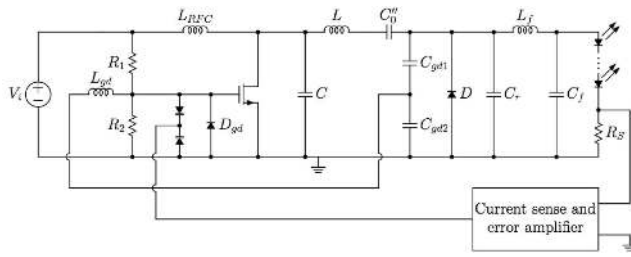 L_{RFC}
L
C_0''
L_f
R_1
L_{gd}
C_{gd1}
V_i
R_2
D_{gd}
C
C_{gd2}
D
C_r
C_f
R_S
Current sense and
error amplifier